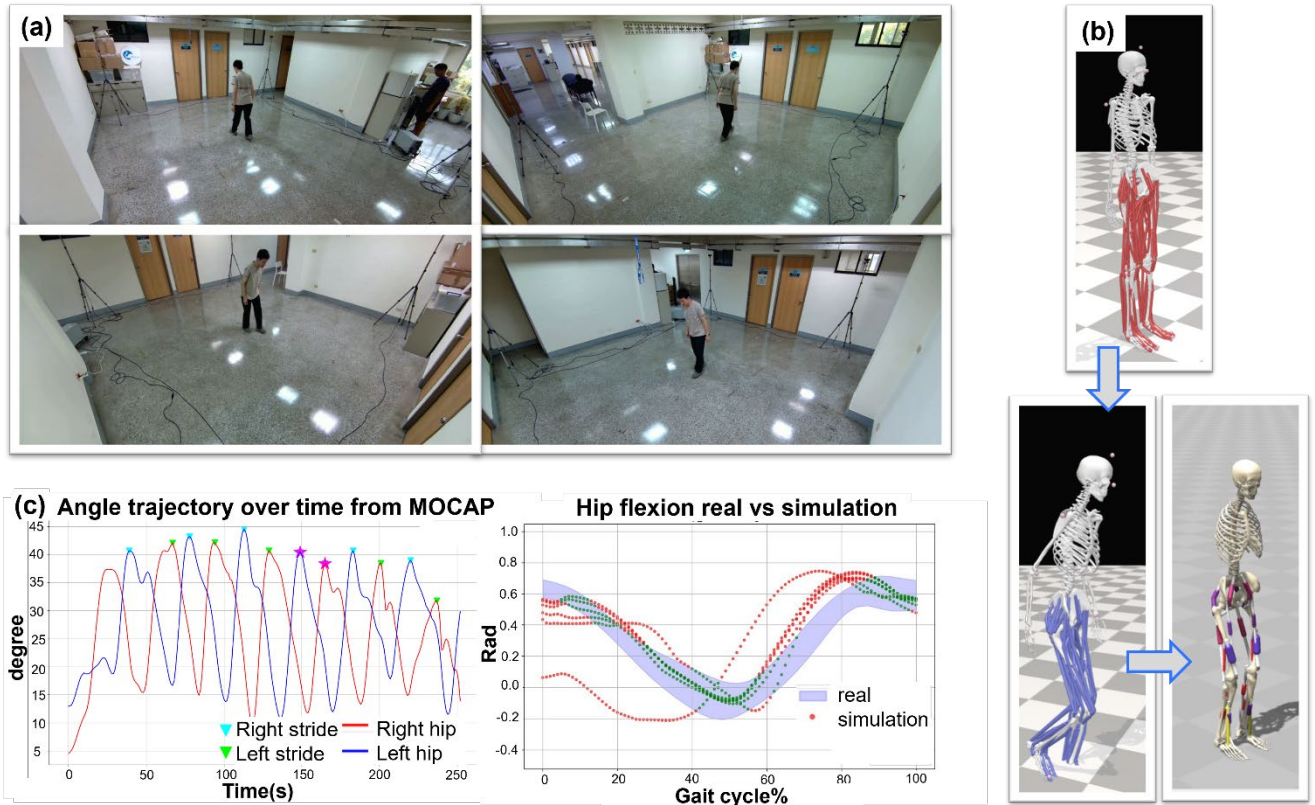 (a)
(b)
(c) Angle trajectory over time from MOCAP
45
40
35
30
25
20
15
10
5
degree
0 50 100 150 200 250
Time(s)
Right stride Right hip
Left stride Left hip
Hip flexion real vs simulation
1.0
0.8
0.6
0.4
0.2
0.0
-0.2
-0.4
Rad
real
simulation
0 20 40 60 80 100
Gait cycle%